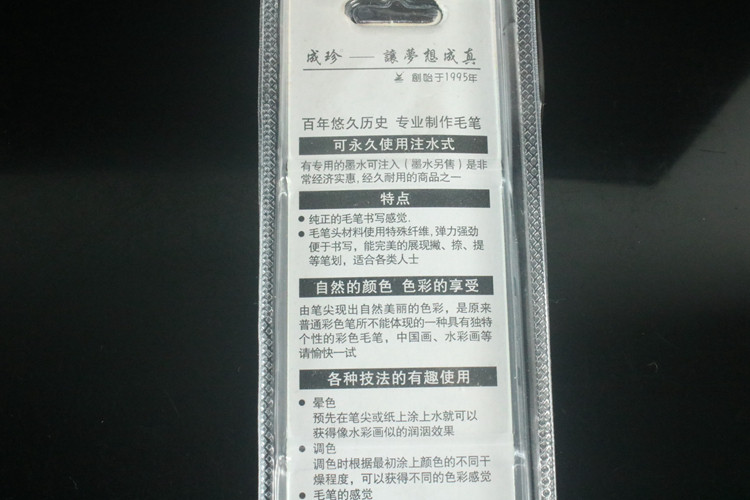 成珍 — 讓夢想成真
創始于1995年
百年悠久历史 专业制作毛笔
可永久使用注水式
有专用的墨水可注入（墨水另售）是非
常经济实惠，经久耐用的商品之一
特点
● 纯正的毛笔书写感觉.
● 毛笔头材料使用特殊纤维,弹力强劲
便于书写，能完美的展现撇、捺、提
等笔划，适合各类人士
自然的颜色 色彩的享受
由笔尖现出自然美丽的色彩，是原来
普通彩色笔所不能体现的一种具有独特
个性的彩色毛笔，中国画、水彩画等
请愉快一试
各种技法的有趣使用
● 晕色
预先在笔尖或纸上涂上水就可以
获得像水彩画似的润泅效果
● 调色
调色时根据最初涂上颜色的不同干
燥程度，可以获得不同的色彩感觉
● 毛笔的感觉